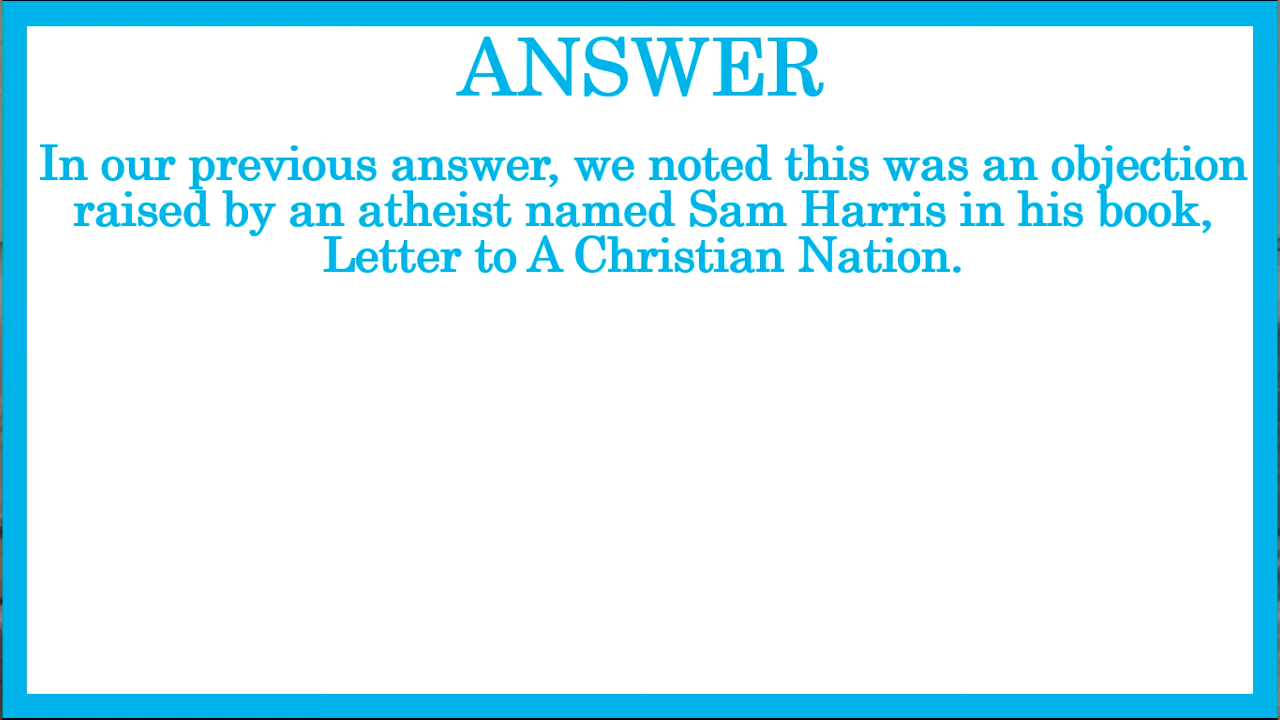 ANSWER
In our previous answer, we noted this was an objection
raised by an atheist named Sam Harris in his book,
Letter to A Christian Nation.